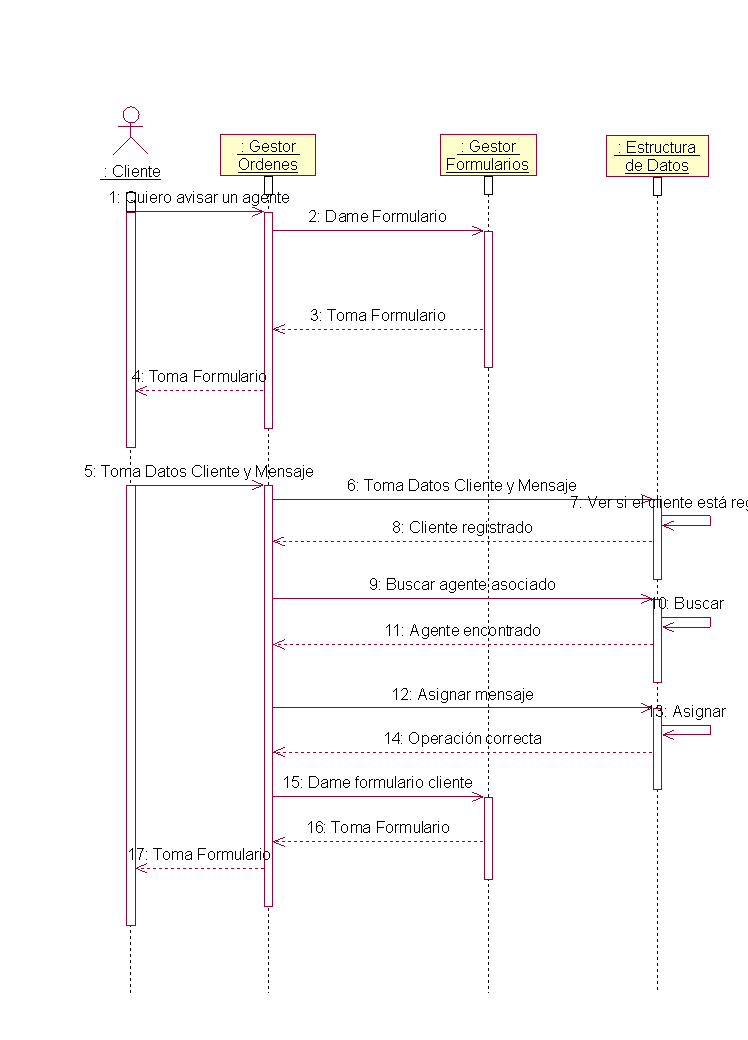 : Cliente
: Gestor
Ordenes
: Gestor
Formularios
: Estructura
de Datos
1: Quiero avisar un agente
2: Dame Formulario
3: Toma Formulario
4: Toma Formulario
5: Toma Datos Cliente y Mensaje
6: Toma Datos Cliente y Mensaje
7: Ver si el cliente está reg
8: Cliente registrado
9: Buscar agente asociado
10: Buscar
11: Agente encontrado
12: Asignar mensaje
13: Asignar
14: Operación correcta
15: Dame formulario cliente
16: Toma Formulario
17: Toma Formulario